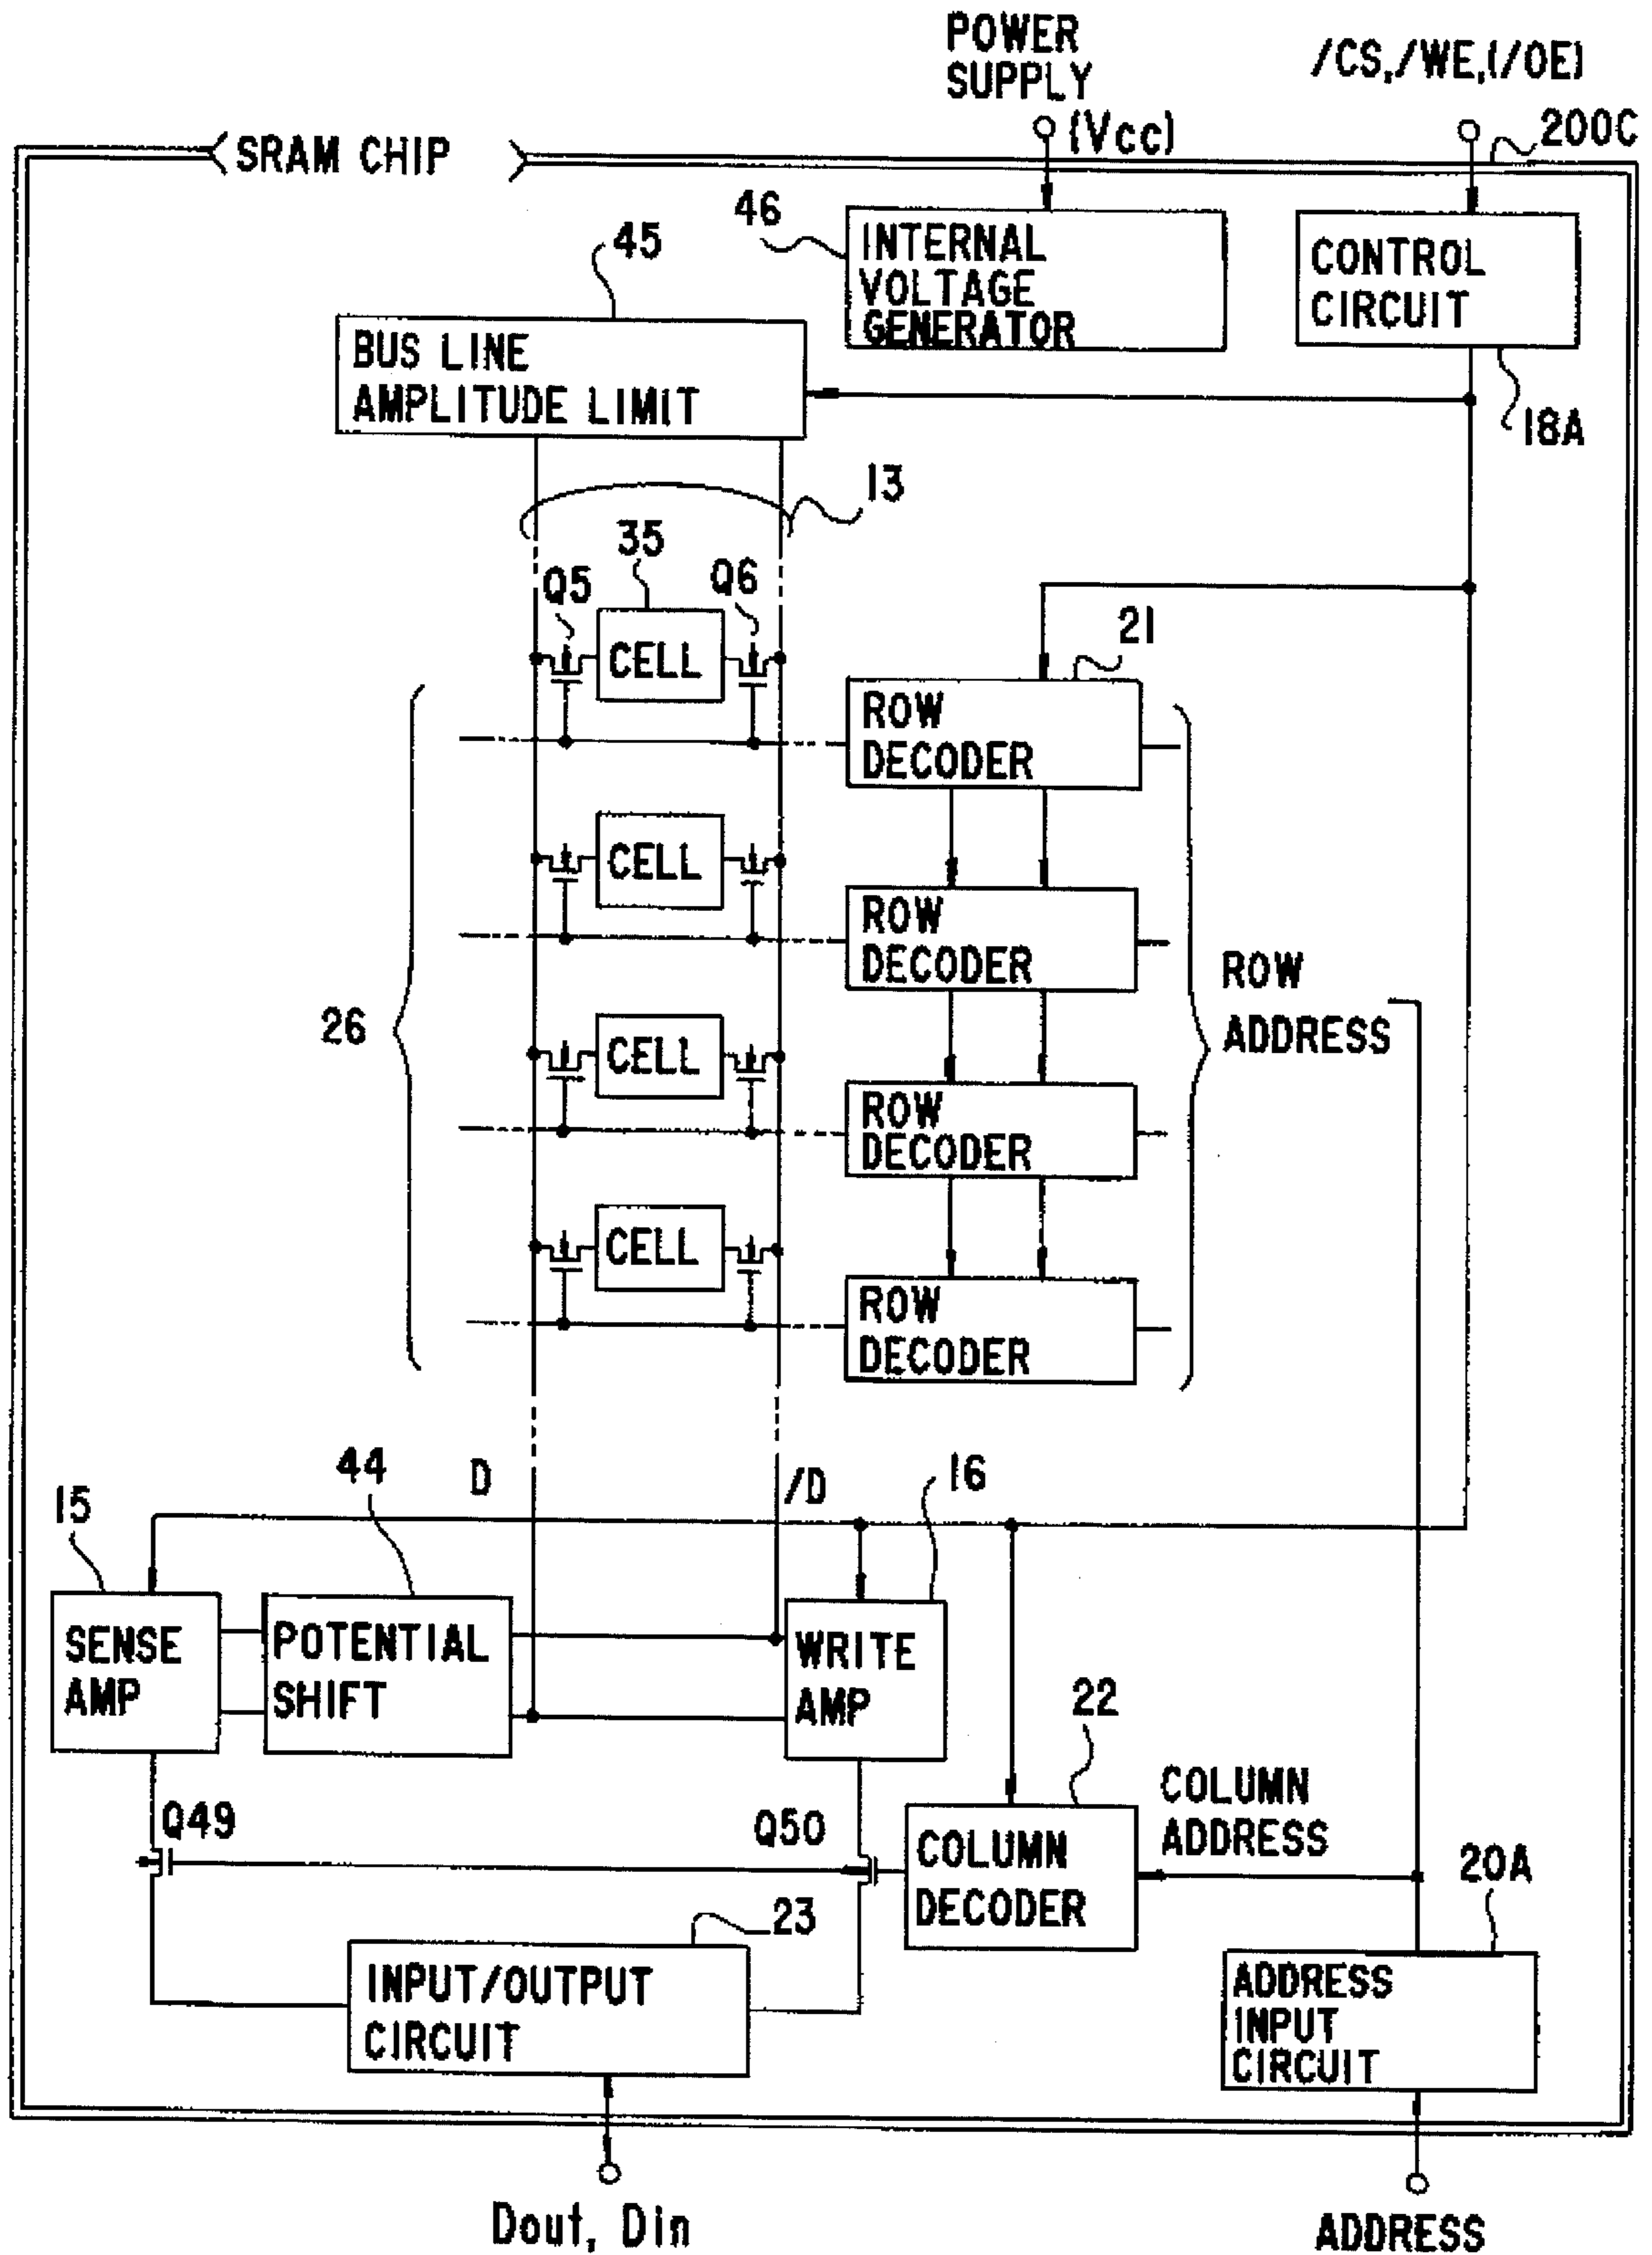 POWER
SUPPLY
(Vcc)
/CS,/WE,(/OE)
200C
SRAM CHIP
46
INTERNAL
VOLTAGE
GENERATOR
CONTROL
CIRCUIT
18A
45
BUS LINE
AMPLITUDE LIMIT
13
35
Q5
Q6
CELL
21
ROW
DECODER
CELL
ROW
DECODER
26
ROW
ADDRESS
CELL
ROW
DECODER
CELL
ROW
DECODER
15
44
D
/D
16
SENSE
AMP
POTENTIAL
SHIFT
WRITE
AMP
22
Q49
Q50
COLUMN
DECODER
COLUMN
ADDRESS
20A
23
INPUT/OUTPUT
CIRCUIT
ADDRESS
INPUT
CIRCUIT
Dout, Din
ADDRESS